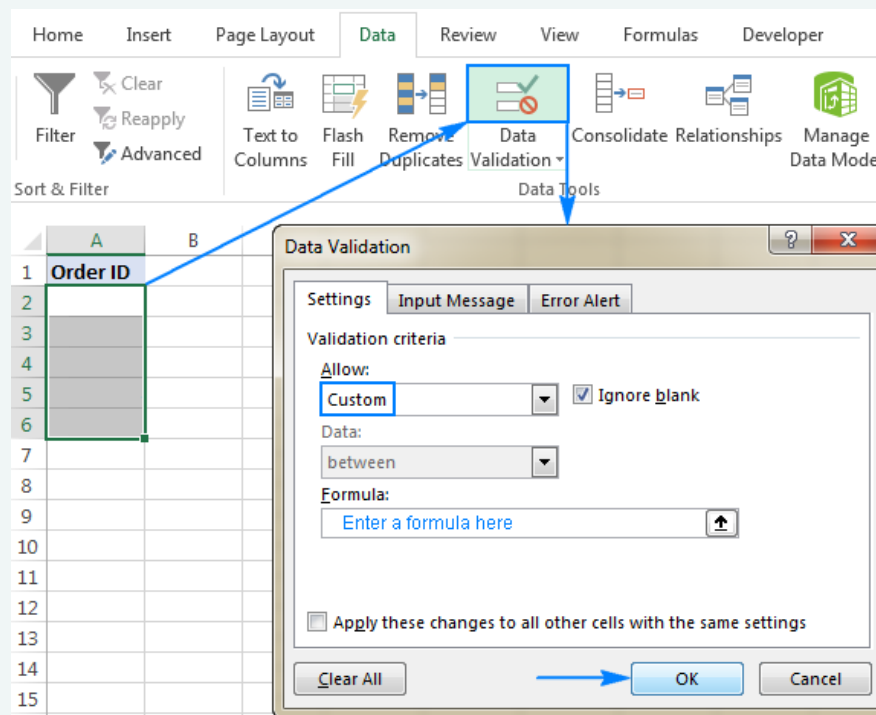 Home Insert Page Layout Data Review View Formulas Developer
Filter
Clear
Reapply
Advanced
Sort & Filter
Text to Columns
Flash Fill
Remove Duplicates
Data Validation
Consolidate
Relationships
Manage Data Mode
Data Tools
A B
1 Order ID
2
3
4
5
6
7
8
9
10
11
12
13
14
15
Data Validation
? X
Settings Input Message Error Alert
Validation criteria
Allow:
Custom
Ignore blank
Data:
between
Formula:
Enter a formula here
Apply these changes to all other cells with the same settings
Clear All OK Cancel